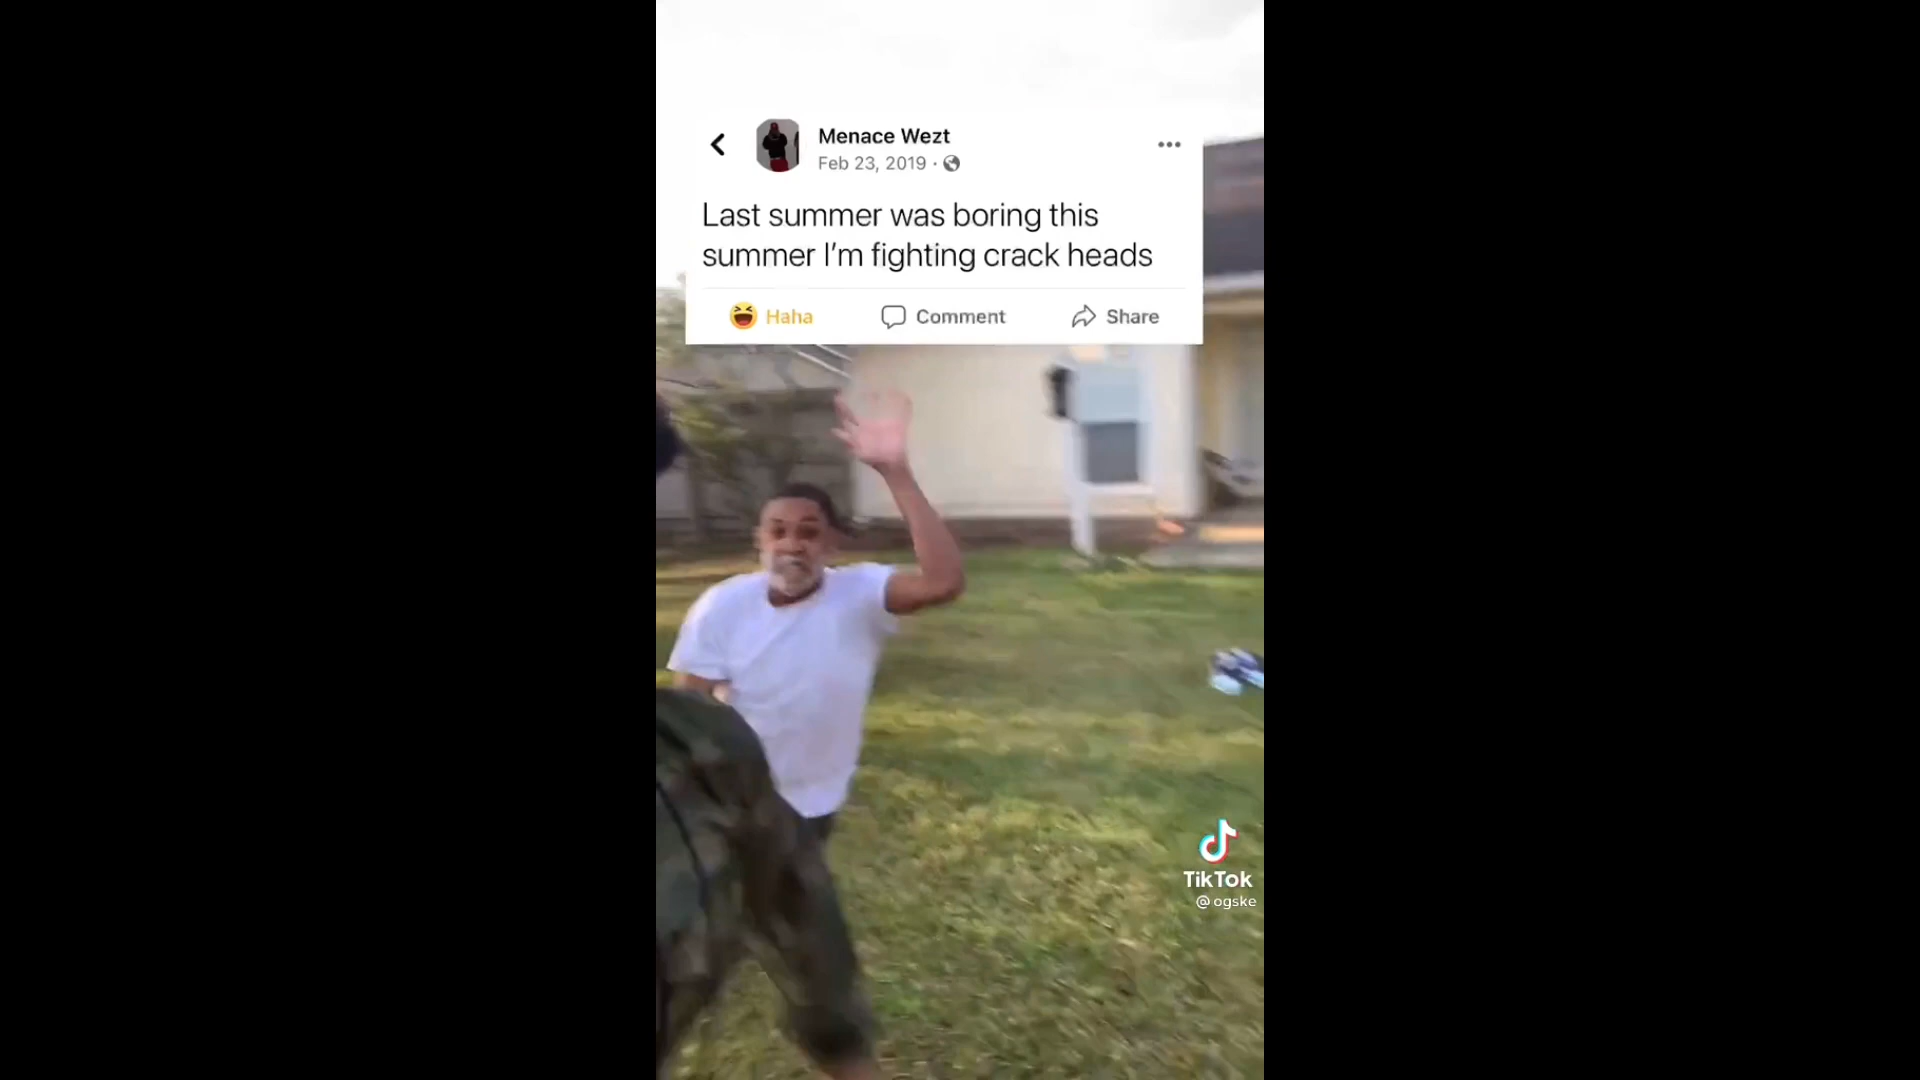 Menace Wezt
Feb 23, 2019 ·
Last summer was boring this
summer I'm fighting crack heads
Haha
Comment
Share
TikTok
@ogske